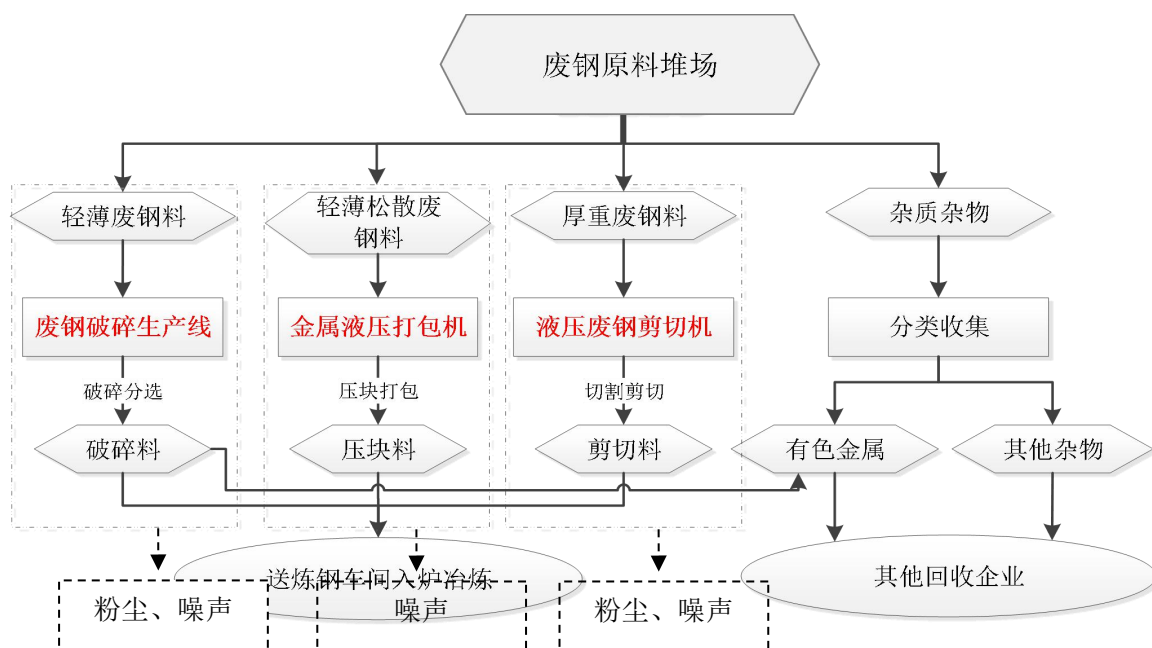 废钢原料堆场
轻薄废钢料
轻薄松散废
钢料
厚重废钢料
杂质杂物
废钢破碎生产线
金属液压打包机
液压废钢剪切机
分类收集
破碎分选
压块打包
切割剪切
破碎料
压块料
剪切料
有色金属
其他杂物
送炼钢车间入炉冶炼
其他回收企业
粉尘、噪声
噪声
粉尘、噪声